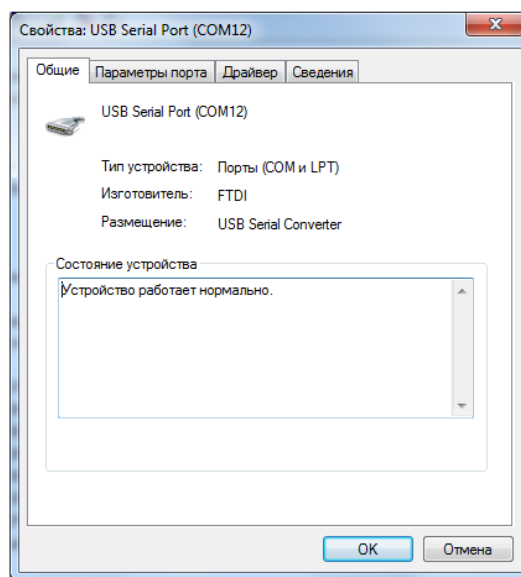 Свойства: USB Serial Port (COM12)
Общие Параметры порта Драйвер Сведения
USB Serial Port (COM12)
Тип устройства: Порты (COM и LPT)
Изготовитель: FTDI
Размещение: USB Serial Converter
Состояние устройства
Устройство работает нормально.
OK Отмена